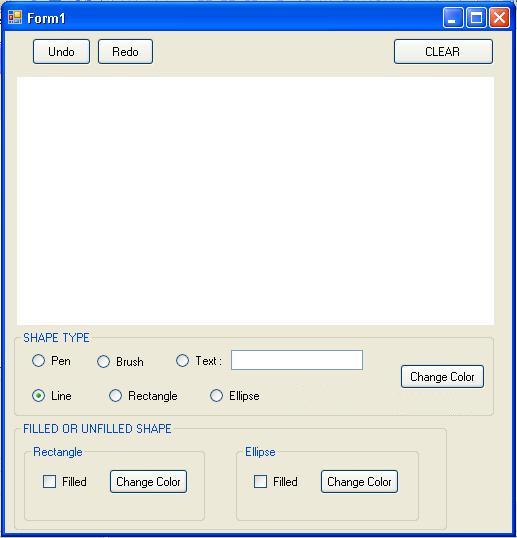 Form1
Undo Redo CLEAR
SHAPE TYPE
Pen Brush Text :
Change Color
Line Rectangle Ellipse
FILLED OR UNFILLED SHAPE
Rectangle Ellipse
Filled Change Color Filled Change Color